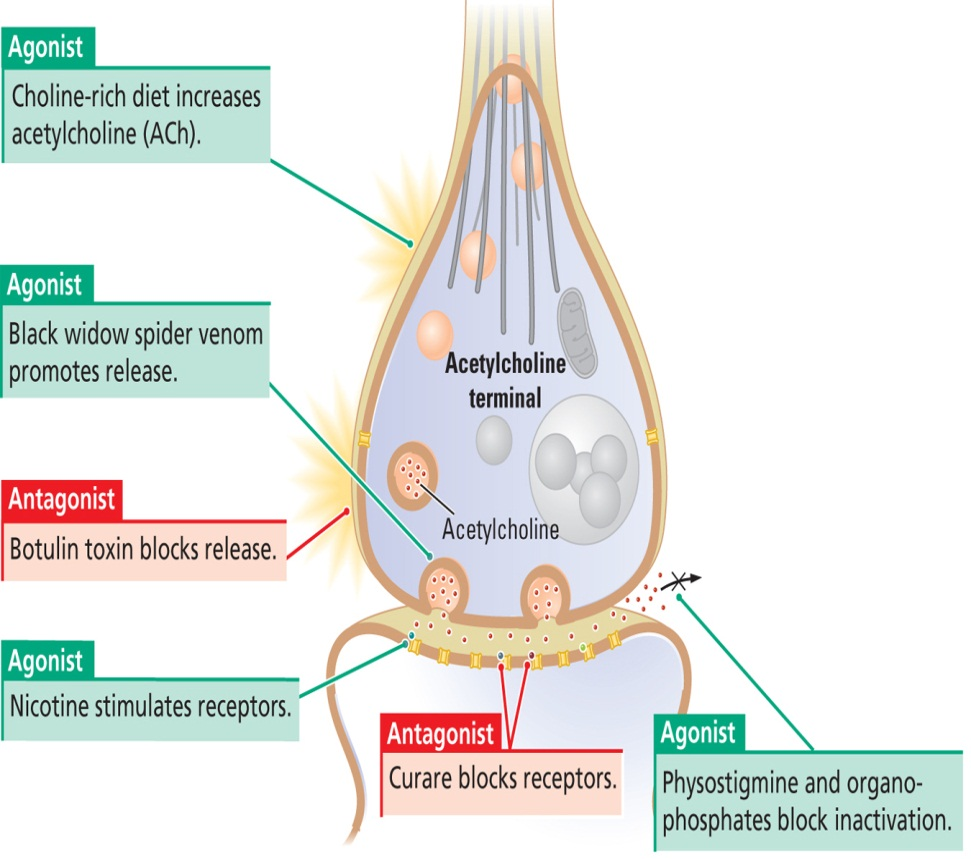 Agonist
Choline-rich diet increases
acetylcholine (ACh).
Agonist
Black widow spider venom
promotes release.
Acetylcholine
terminal
Antagonist
Botulin toxin blocks release.
Acetylcholine
Agonist
Nicotine stimulates receptors.
Antagonist
Curare blocks receptors.
Agonist
Physostigmine and organo-
phosphates block inactivation.